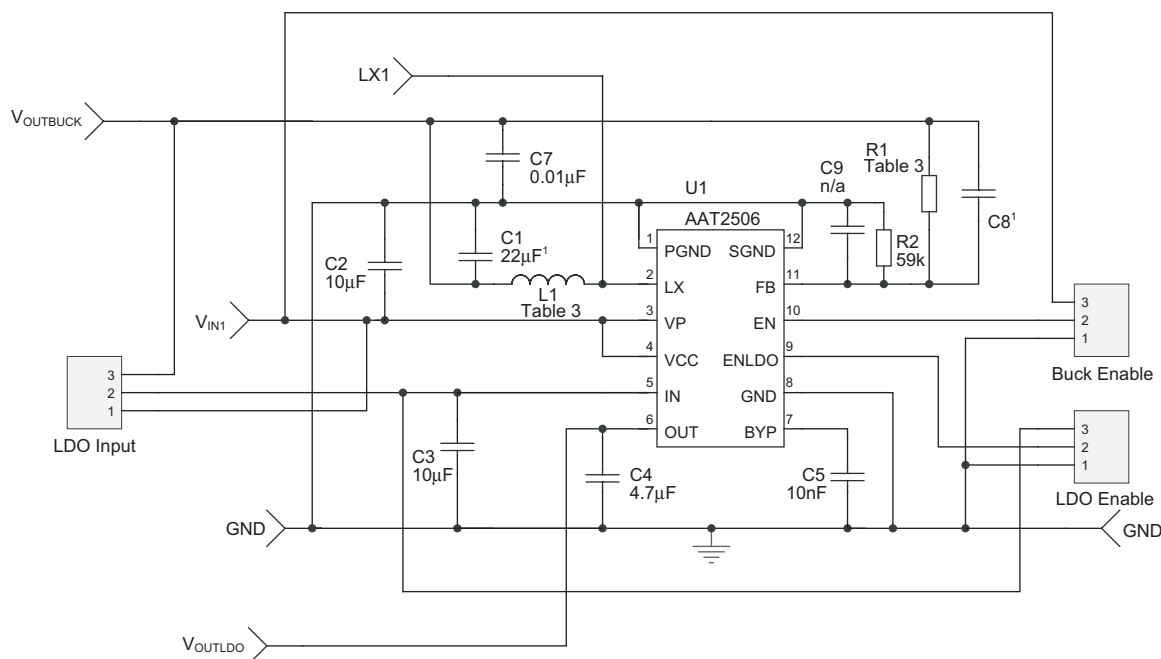 LX1
VOUTBUCK
C7
0.01µF
C9
n/a
R1
Table 3
U1
AAT2506
C8¹
1
PGND
SGND
12
C1
22µF¹
R2
59k
C2
10µF
2
LX
FB
11
L1
Table 3
3
VIN1
3
VP
EN
10
2
1
4
VCC
ENLDO
9
Buck Enable
3
2
1
5
IN
GND
8
LDO Input
6
OUT
BYP
7
3
2
1
C3
10µF
C4
4.7µF
C5
10nF
LDO Enable
GND
GND
VOUTLDO